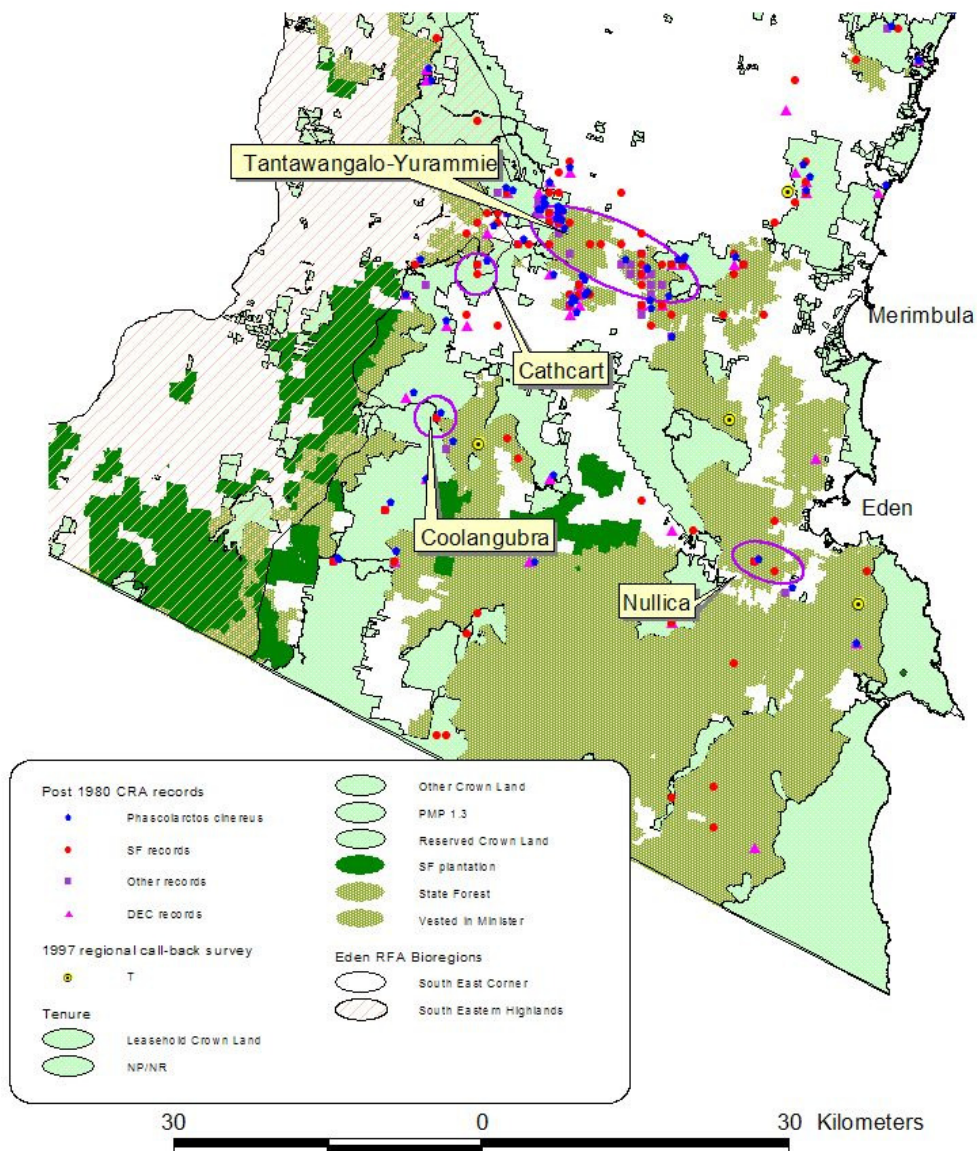 Tantawangalo-Yurammie
Merimbula
Cathcart
Eden
Coolangubra
Nullica
Post 1980 CRA records
Phascolarctos cinereus
SF records
Other records
DEC records
1997 regional call-back survey
T
Tenure
Leasehold Crown Land
NP/NR
Other Crown Land
PMP 1.3
Reserved Crown Land
SF plantation
State Forest
Vested in Minister
Eden RFA Bioregions
South East Corner
South Eastern Highlands
30 0 30 Kilometers